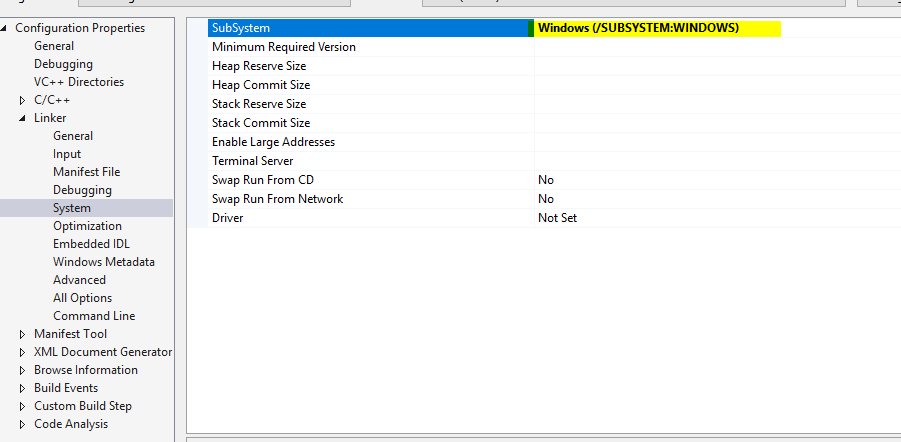 Configuration Properties
General
Debugging
VC++ Directories
C/C++
Linker
General
Input
Manifest File
Debugging
System
Optimization
Embedded IDL
Windows Metadata
Advanced
All Options
Command Line
Manifest Tool
XML Document Generator
Browse Information
Build Events
Custom Build Step
Code Analysis
SubSystem Windows (/SUBSYSTEM:WINDOWS)
Minimum Required Version
Heap Reserve Size
Heap Commit Size
Stack Reserve Size
Stack Commit Size
Enable Large Addresses
Terminal Server
Swap Run From CD No
Swap Run From Network No
Driver Not Set